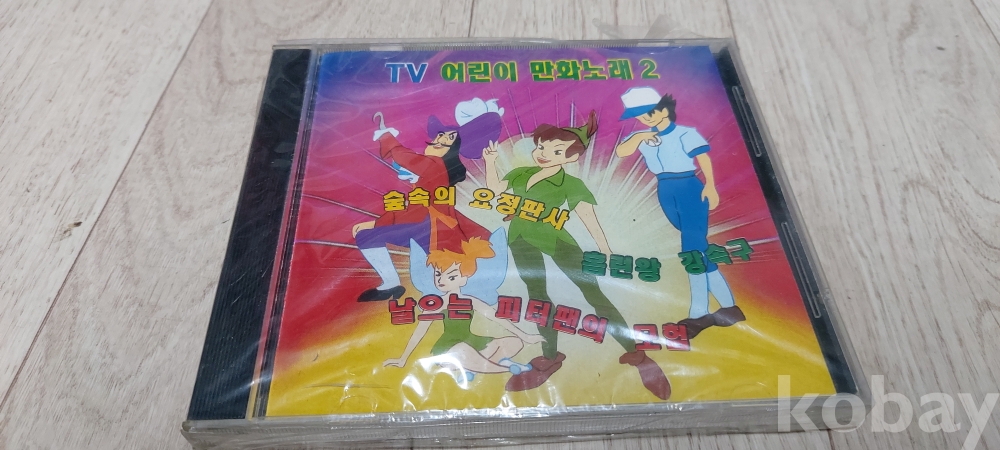 TV 어린이 만화노래 2
숲속의 요정판사
홈런왕 강속구
날으는 피터팬의 모험
kobay